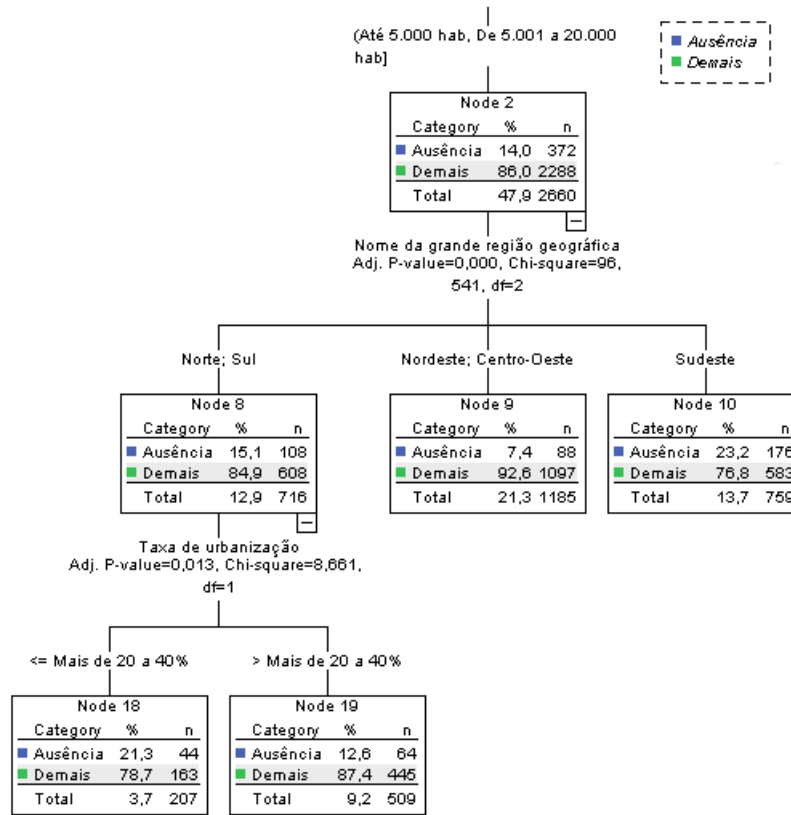 (Até 5.000 hab, De 5.001 a 20.000
hab]
Ausência
Demais
Node 2
Category % n
Ausência 14,0 372
Demais 86,0 2288
Total 47,9 2660
Nome da grande região geográfica
Adj. P-value=0,000, Chi-square=96,
541, df=2
Norte; Sul
Nordeste; Centro-Oeste
Sudeste
Node 8
Category % n
Ausência 15,1 108
Demais 84,9 608
Total 12,9 716
Node 9
Category % n
Ausência 7,4 88
Demais 92,6 1097
Total 21,3 1185
Node 10
Category % n
Ausência 23,2 176
Demais 76,8 583
Total 13,7 759
Taxa de urbanização
Adj. P-value=0,013, Chi-square=8,661,
df=1
<= Mais de 20 a 40%
> Mais de 20 a 40%
Node 18
Category % n
Ausência 21,3 44
Demais 78,7 163
Total 3,7 207
Node 19
Category % n
Ausência 12,6 64
Demais 87,4 445
Total 9,2 509